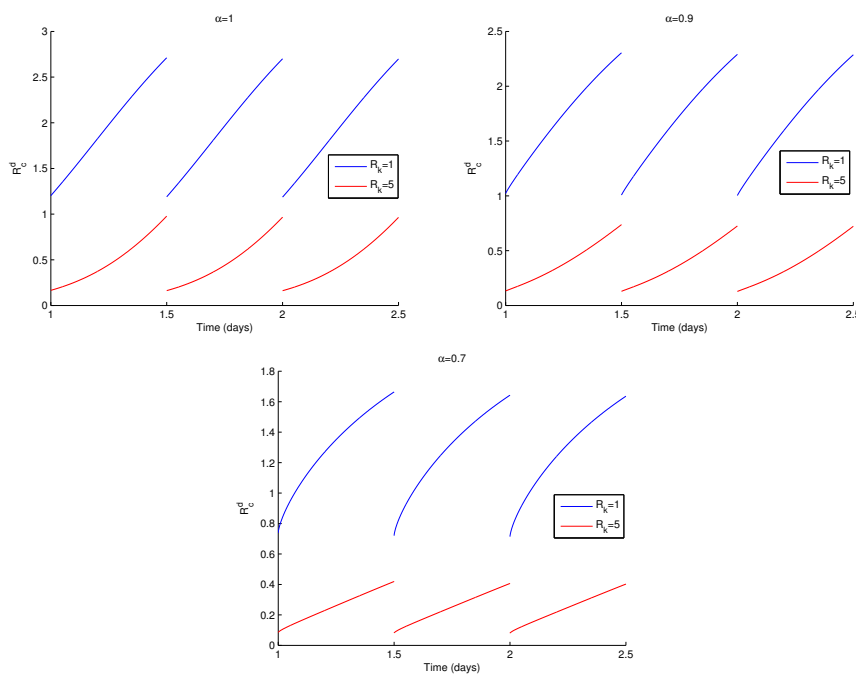 α=1
3
2.5
2
1.5
1
0.5
0
R_c^d
R_k=1
R_k=5
1 1.5 2 2.5
Time (days)
α=0.9
2.5
2
1.5
1
0.5
0
R_c^d
R_k=1
R_k=5
1 1.5 2 2.5
Time (days)
α=0.7
1.8
1.6
1.4
1.2
1
0.8
0.6
0.4
0.2
0
R_c^d
R_k=1
R_k=5
1 1.5 2 2.5
Time (days)